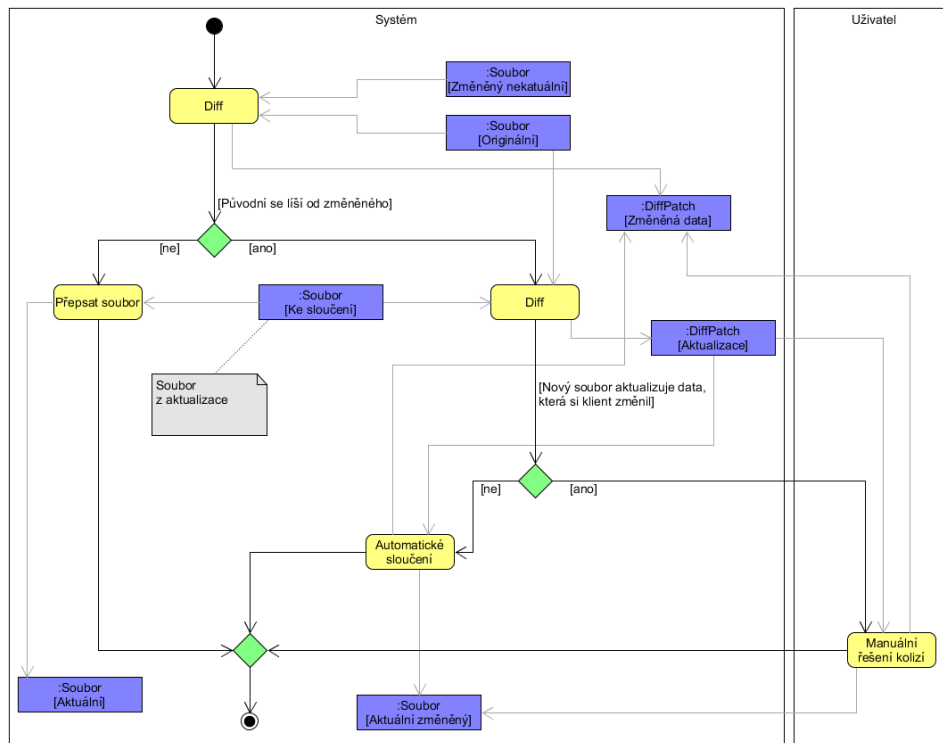 Systém
Uživatel
:Soubor
[Změněný nekatuální]
Diff
:Soubor
[Originální]
[Původní se líší od změněného]
:DiffPatch
[Změněná data]
[ne]
[ano]
Přepsat soubor
:Soubor
[Ke sloučení]
Diff
:DiffPatch
[Aktualizace]
Soubor
z aktualizace
[Nový soubor aktualizuje data,
která si klient změnil]
[ne]
[ano]
Automatické
sloučení
Manuální
řešení kolizí
:Soubor
[Aktuální]
:Soubor
[Aktuální změněný]